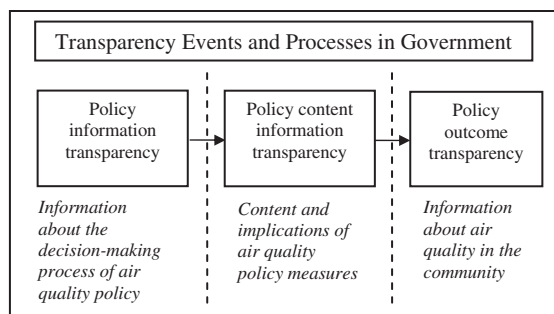 Transparency Events and Processes in Government
Policy
information
transparency
Policy content
information
transparency
Policy
outcome
transparency
Information
about the
decision-making
process of air
quality policy
Content and
implications of
air quality
policy measures
Information
about air
quality in the
community